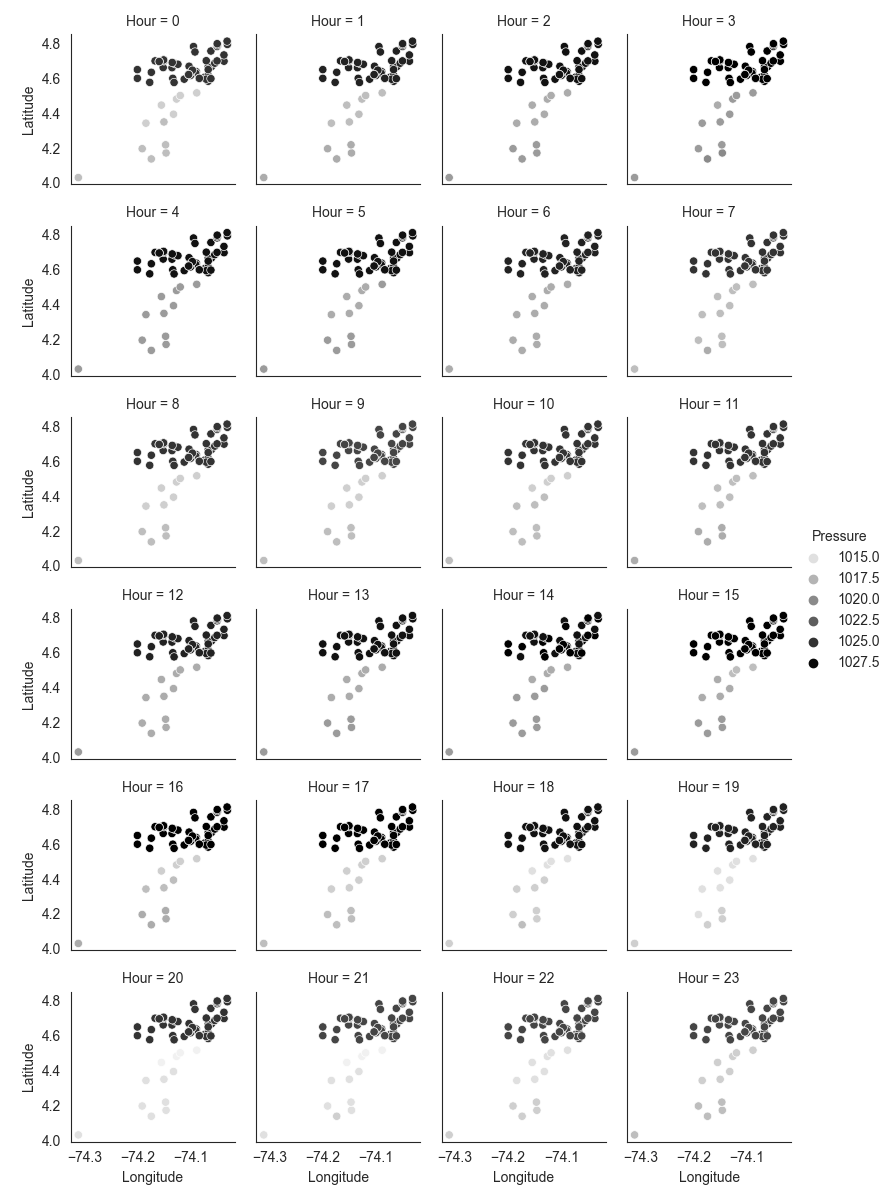 Hour = 0
Hour = 1
Hour = 2
Hour = 3
4.8
4.6
4.4
4.2
4.0
Latitude
Hour = 4
Hour = 5
Hour = 6
Hour = 7
4.8
4.6
4.4
4.2
4.0
Latitude
Hour = 8
Hour = 9
Hour = 10
Hour = 11
4.8
4.6
4.4
4.2
4.0
Latitude
Hour = 12
Hour = 13
Hour = 14
Hour = 15
4.8
4.6
4.4
4.2
4.0
Latitude
Hour = 16
Hour = 17
Hour = 18
Hour = 19
4.8
4.6
4.4
4.2
4.0
Latitude
Hour = 20
Hour = 21
Hour = 22
Hour = 23
4.8
4.6
4.4
4.2
4.0
Latitude
−74.3 −74.2 −74.1
Longitude
−74.3 −74.2 −74.1
Longitude
−74.3 −74.2 −74.1
Longitude
−74.3 −74.2 −74.1
Longitude
Pressure
1015.0
1017.5
1020.0
1022.5
1025.0
1027.5